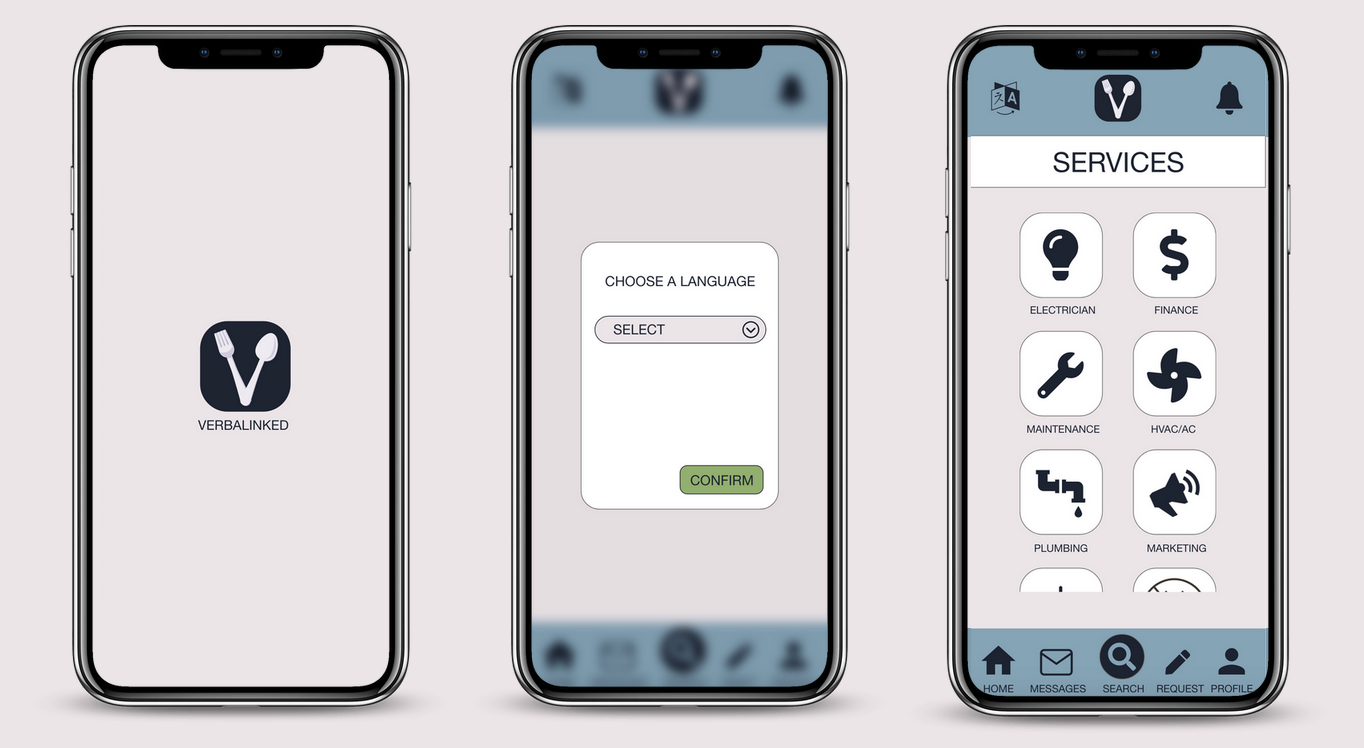 VERBALINKED
CHOOSE A LANGUAGE
SELECT
CONFIRM
A
SERVICES
ELECTRICIAN
FINANCE
MAINTENANCE
HVAC/AC
PLUMBING
MARKETING
HOME
MESSAGES
SEARCH
REQUEST
PROFILE